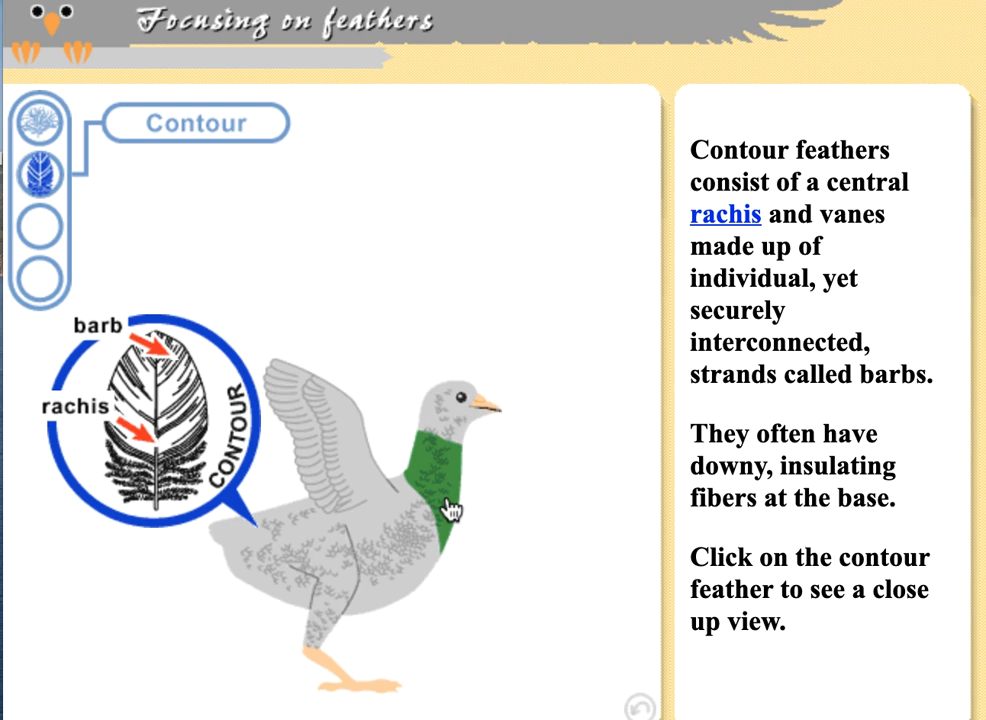 Focusing on feathers
Contour
barb
rachis
CONTOUR
Contour feathers
consist of a central
rachis and vanes
made up of
individual, yet
securely
interconnected,
strands called barbs.
They often have
downy, insulating
fibers at the base.
Click on the contour
feather to see a close
up view.